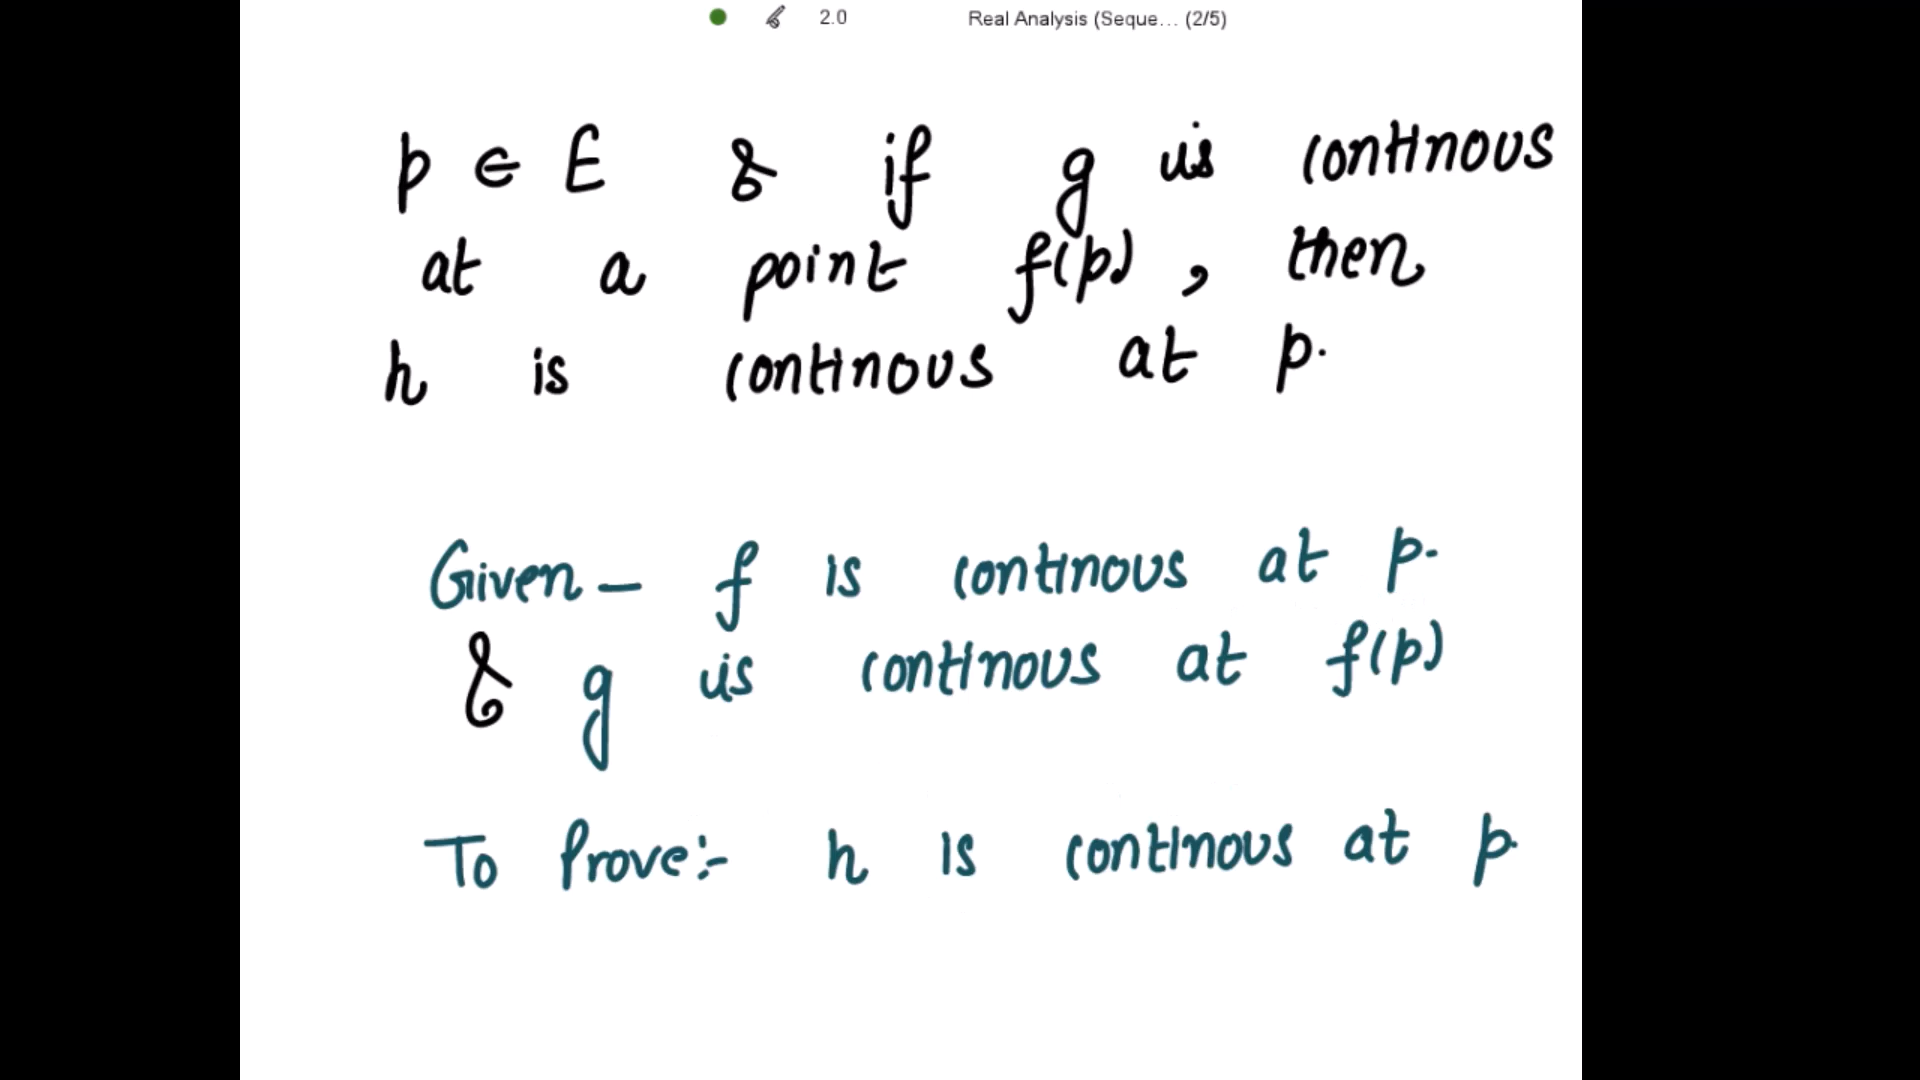 2.0 Real Analysis (Seque... (2/5)
p ∈ E & if g is continous
at a point f(p) , then
h is continous at p.
Given - f is continous at p.
& g is continous at f(p)
To Prove:- h is continous at p.